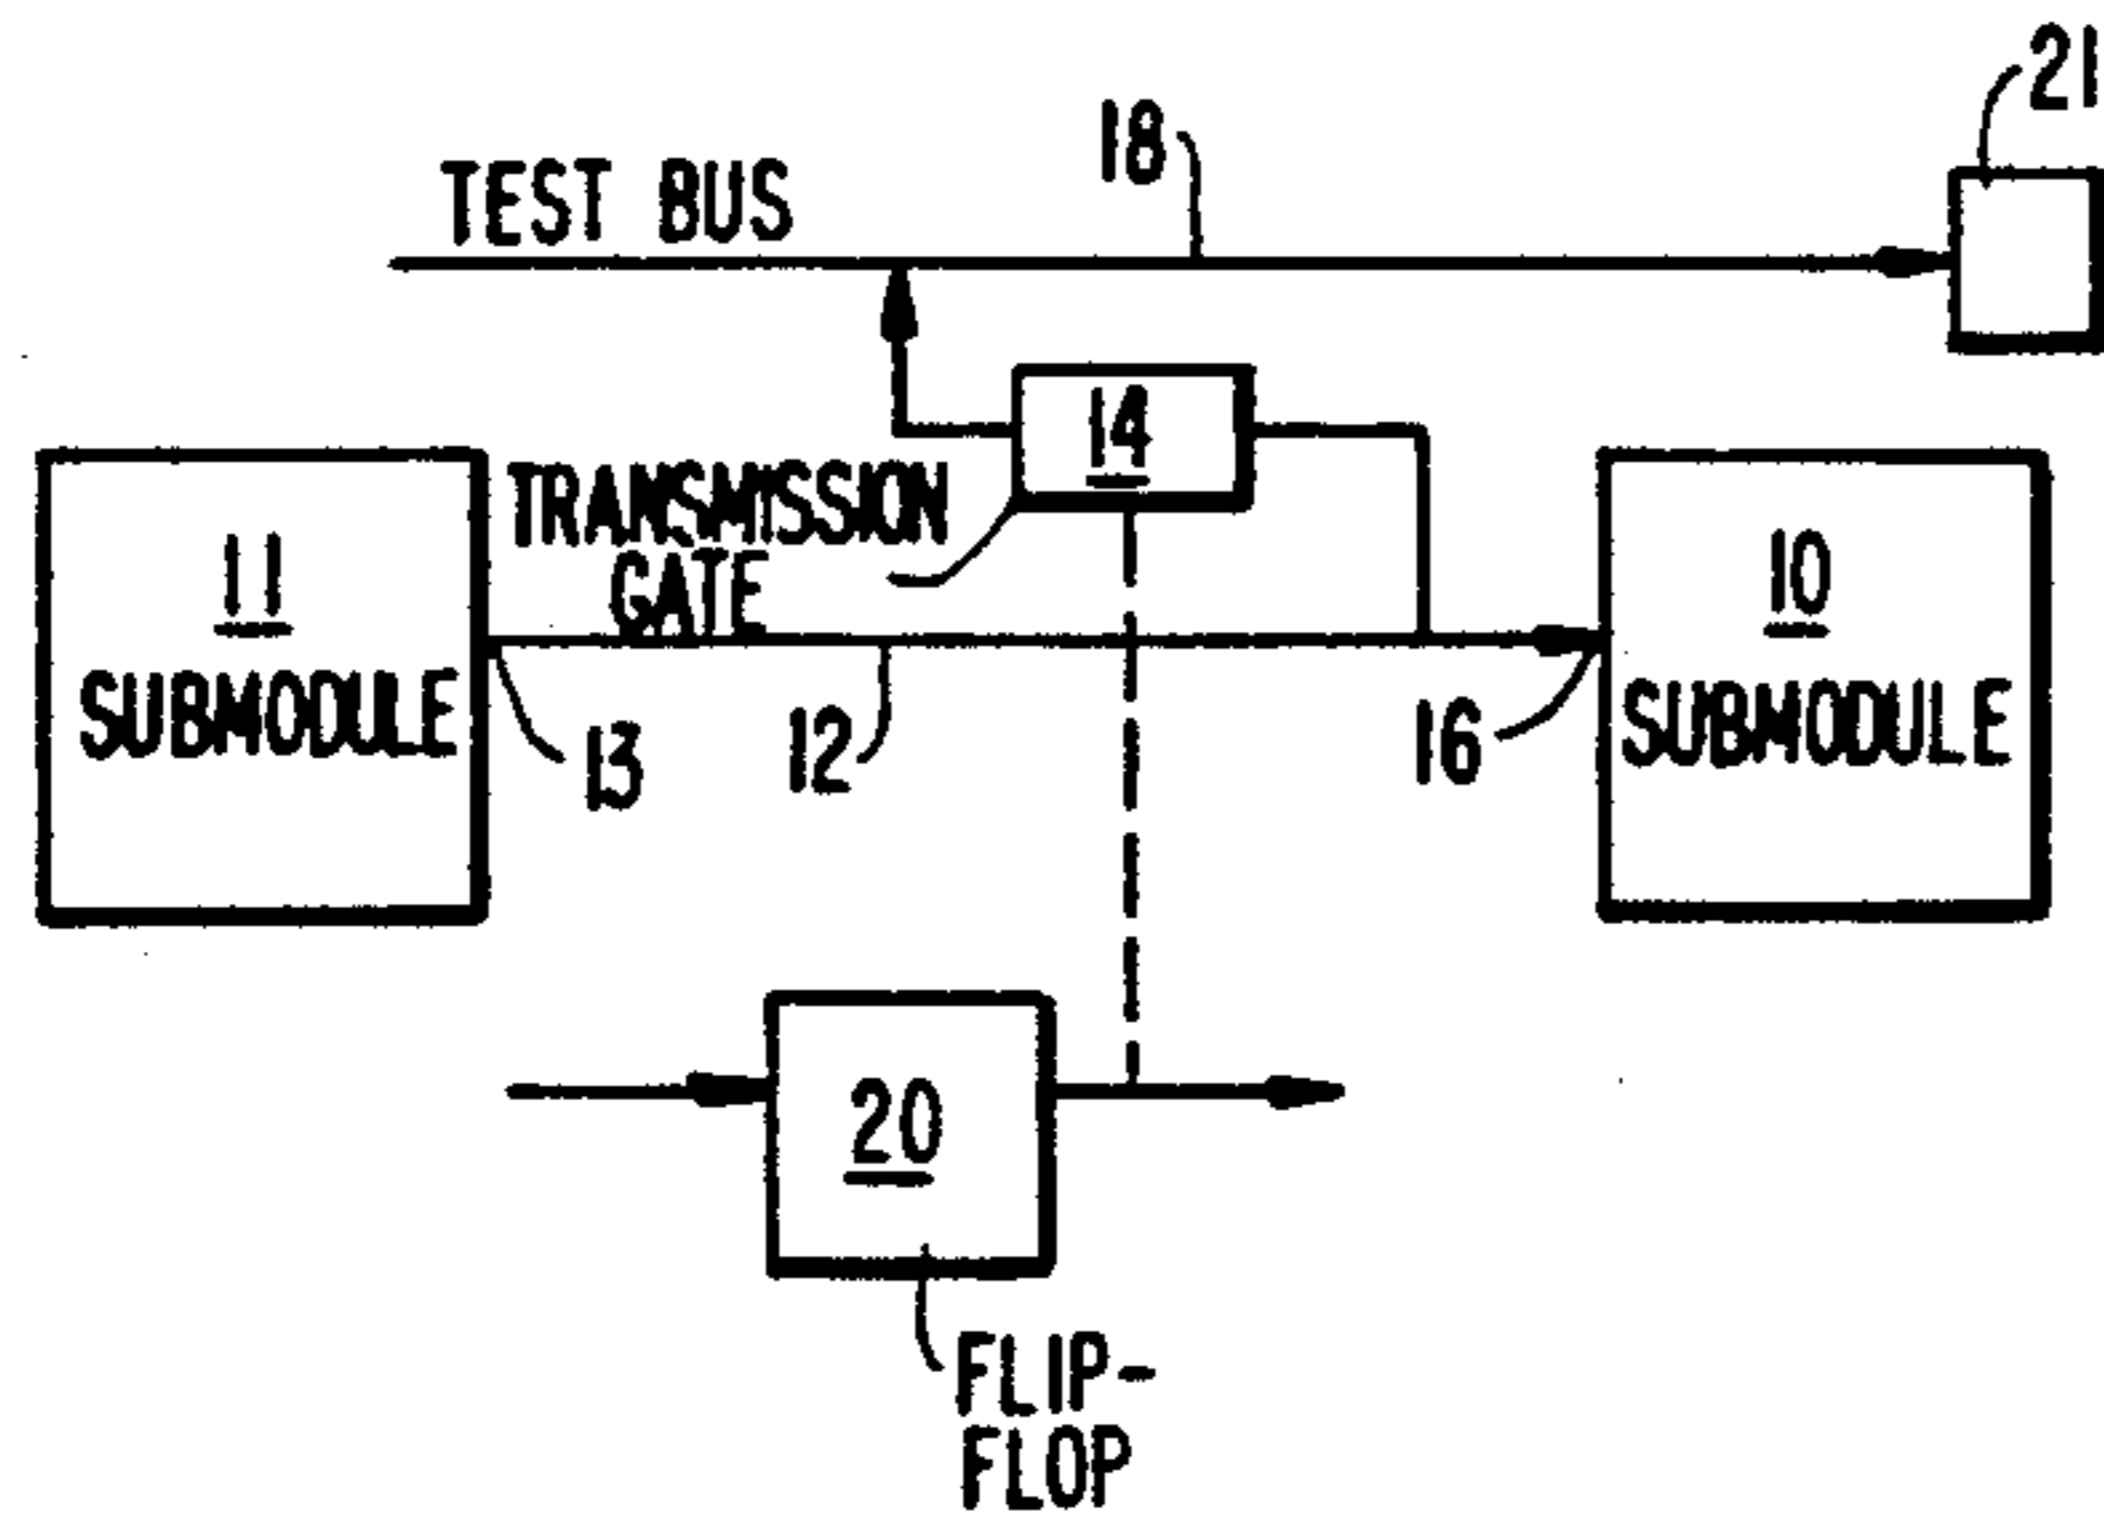 21
18
TEST BUS
14
TRANSMISSION
GATE
11
SUBMODULE
10
SUBMODULE
13
12
16
20
FLIP-
FLOP